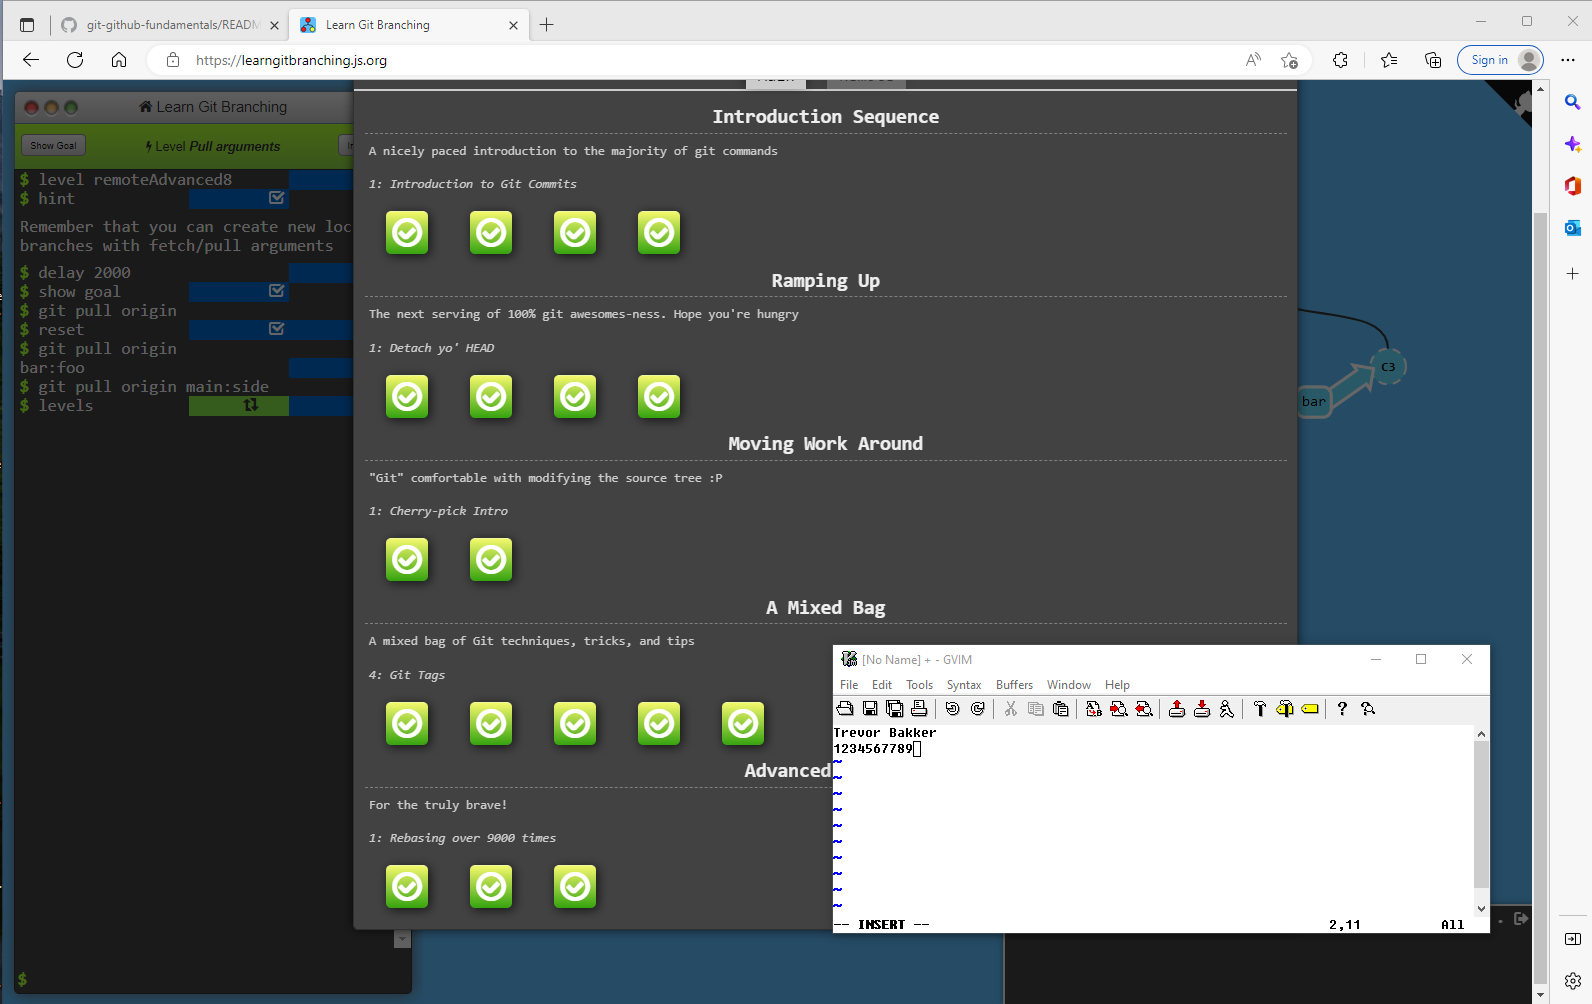 git-github-fundamentals/READM
Learn Git Branching
https://learngitbranching.js.org
Sign in
Learn Git Branching
Show Goal
Level Pull arguments
$ level remoteAdvanced8
$ hint
Remember that you can create new loc
branches with fetch/pull arguments
$ delay 2000
$ show goal
$ git pull origin
$ reset
$ git pull origin
bar:foo
$ git pull origin main:side
$ levels
$
Introduction Sequence
A nicely paced introduction to the majority of git commands
1: Introduction to Git Commits
Ramping Up
The next serving of 100% git awesomes-ness. Hope you're hungry
1: Detach yo' HEAD
Moving Work Around
"Git" comfortable with modifying the source tree :P
1: Cherry-pick Intro
A Mixed Bag
A mixed bag of Git techniques, tricks, and tips
4: Git Tags
Advanced
For the truly brave!
1: Rebasing over 9000 times
C3
bar
[No Name] + - GVIM
File Edit Tools Syntax Buffers Window Help
Trevor Bakker
1234567789
~
~
~
~
~
~
~
~
~
~
-- INSERT -- 2,11 All